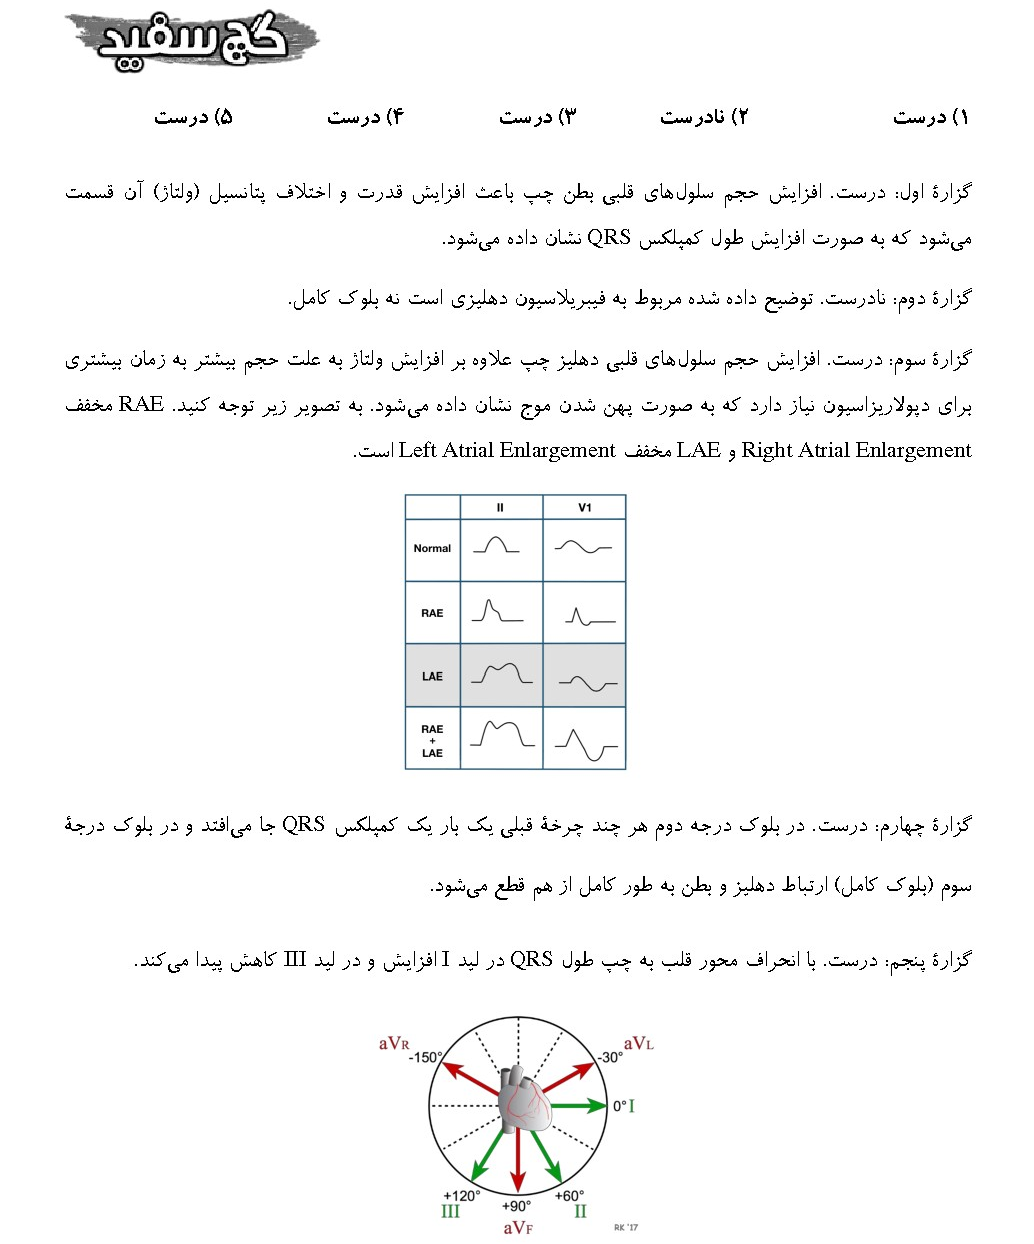 گچ سفید
۱) درست ۲) نادرست ۳) درست ۴) درست ۵) درست
گزارۀ اول: درست. افزایش حجم سلول‌های قلبی بطن چپ باعث افزایش قدرت و اختلاف پتانسیل (ولتاژ) آن قسمت
می‌شود که به صورت افزایش طول کمپلکس QRS نشان داده می‌شود.
گزارۀ دوم: نادرست. توضیح داده شده مربوط به فیبریلاسیون دهلیزی است نه بلوک کامل.
گزارۀ سوم: درست. افزایش حجم سلول‌های قلبی دهلیز چپ علاوه بر افزایش ولتاژ به علت حجم بیشتر به زمان بیشتری
برای دپولاریزاسیون نیاز دارد که به صورت پهن شدن موج نشان داده می‌شود. به تصویر زیر توجه کنید. RAE مخفف
Right Atrial Enlargement و LAE مخفف Left Atrial Enlargement است.
II V1
Normal
RAE
LAE
RAE
+
LAE
گزارۀ چهارم: درست. در بلوک درجه دوم هر چند چرخۀ قبلی یک بار یک کمپلکس QRS جا می‌افتد و در بلوک درجۀ
سوم (بلوک کامل) ارتباط دهلیز و بطن به طور کامل از هم قطع می‌شود.
گزارۀ پنجم: درست. با انحراف محور قلب به چپ طول QRS در لید I افزایش و در لید III کاهش پیدا می‌کند.
aVR aVL
-150° -30°
0° I
+120° +90° +60°
III II
aVF
RK '17